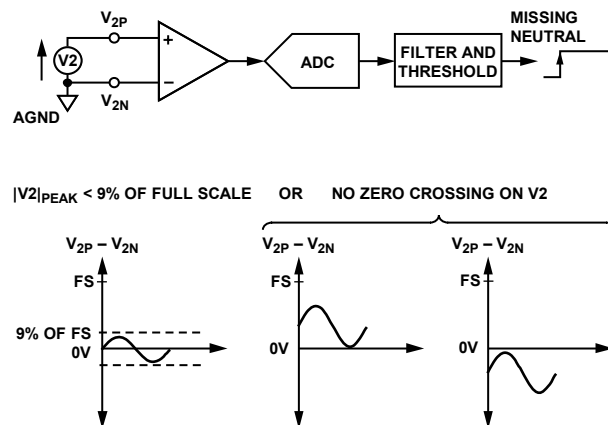 V2P
V2
V2N
AGND
+
−
ADC
FILTER AND
THRESHOLD
MISSING
NEUTRAL
|V2|PEAK < 9% OF FULL SCALE OR NO ZERO CROSSING ON V2
V2P – V2N
FS
9% OF FS
0V
V2P – V2N
FS
0V
V2P – V2N
FS
0V